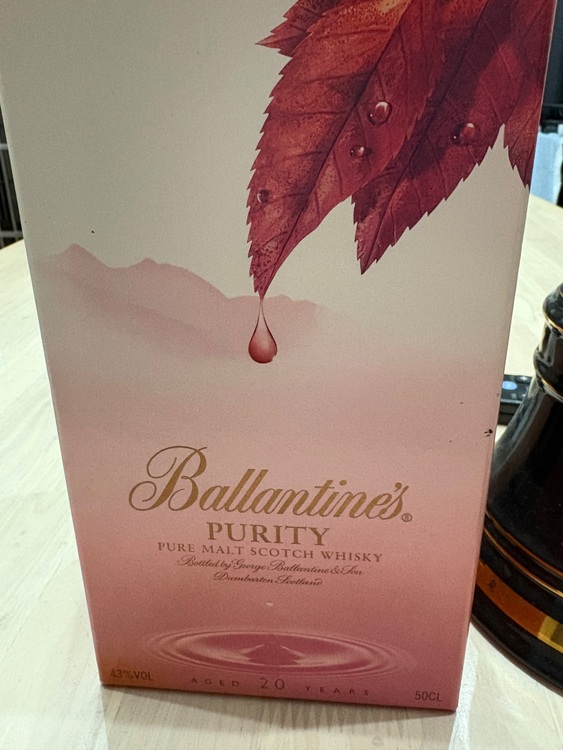 Ballantine's®
PURITY
PURE MALT SCOTCH WHISKY
Bottled by George Ballantine & Son
Dumbarton Scotland
43%VOL
AGED 20 YEARS
50CL